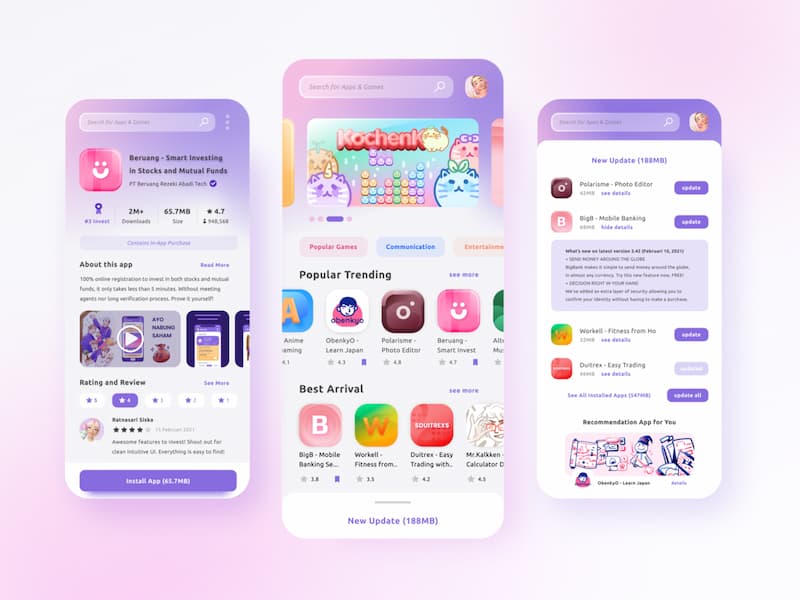 Search for Apps & Games
Beruang - Smart Investing
in Stocks and Mutual Funds
PT Beruang Rezeki Abadi Tech
#3 Invest
2M+
Downloads
65.7MB
Size
4.7
948,568
Contains In-App Purchase
About this app
Read More
100% online registration to invest in both stocks and mutual
fund, it only takes less than 5 minutes. Without meeting
agents nor long verification process. Prove it yourself!
AYO
NABUNG
SAHAM
Rating and Review
See More
5
4
3
2
1
Ratnasari Siska
15 Februari 2021
Awesome features to invest! Shout out for
clean intuitive UI. Everything is easy to find!
Install App (65.7MB)
Search for Apps & Games
Kochenk
Popular Games
Communication
Entertainme
Popular Trending
see more
A
obenkyo
Anime
aming
4.1
ObenkyO -
Learn Japan
4.9
Polarisme -
Photo Editor
4.8
Beruang -
Smart Invest
4.7
Alt
Mus
4
Best Arrival
see more
B
W
$DUITREX$
BigB - Mobile
Banking Se...
3.8
Workell -
Fitness from..
3.5
Duitrex - Easy
Trading with..
4.2
Mr.Kalkken -
Calculator D
4.5
New Update (188MB)
Search for Apps & Games
New Update (188MB)
Polarisme - Photo Editor
42MB see details
update
B
BigB - Mobile Banking
68MB hide details
update
What's new on latest version 2.42 (Februari 10, 2021)
• SEND MONEY AROUND THE GLOBE
BigBank makes it simple to send money around the globe,
in almost any currency. Try this new feature now, FREE!
• DECISION RIGHT IN YOUR HAND
We've added an extra layer of security allowing you to
confirm your identity without having to make a purchase.
W
Workell - Fitness from Ho
32MB see details
update
Duitrex - Easy Trading
46MB see details
updated
See All Installed Apps (547MB)
update all
Recommendation App for You
ObenkyO - Learn Japan
details